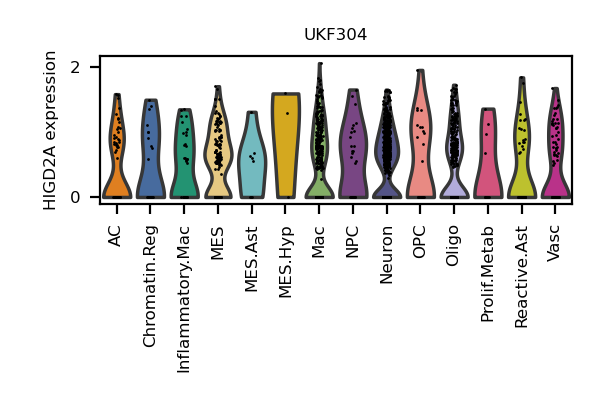 UKF304
HIGD2A expression
2
0
AC
Chromatin.Reg
Inflammatory.Mac
MES
MES.Ast
MES.Hyp
Mac
NPC
Neuron
OPC
Oligo
Prolif.Metab
Reactive.Ast
Vasc